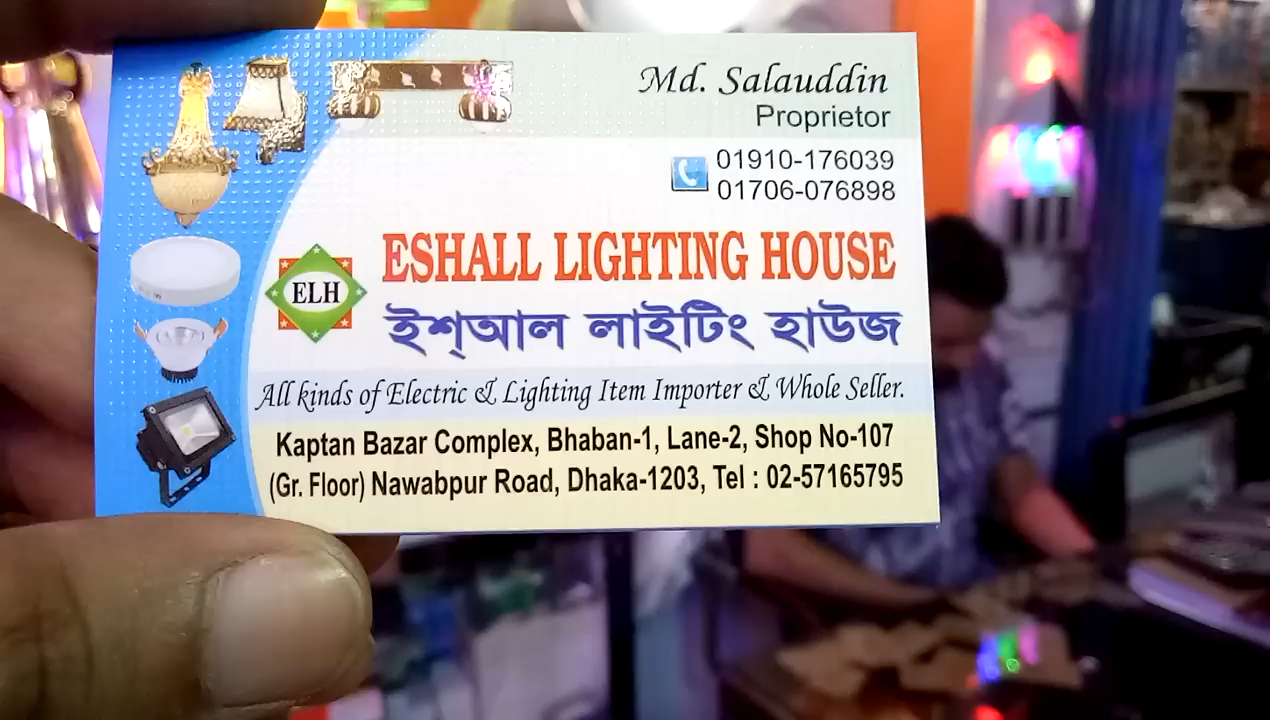 Md. Salauddin
Proprietor
01910-176039
01706-076898
ELH
ESHALL LIGHTING HOUSE
ইশ্‌আল লাইটিং হাউজ
All kinds of Electric & Lighting Item Importer & Whole Seller.
Kaptan Bazar Complex, Bhaban-1, Lane-2, Shop No-107
(Gr. Floor) Nawabpur Road, Dhaka-1203, Tel : 02-57165795